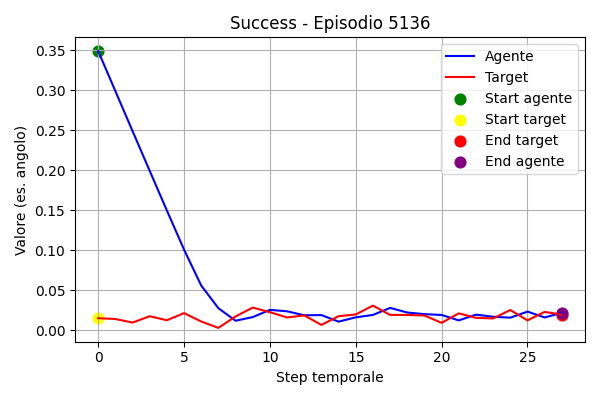 Success - Episodio 5136
Valore (es. angolo)
0.35
0.30
0.25
0.20
0.15
0.10
0.05
0.00
Agente
Target
Start agente
Start target
End target
End agente
0 5 10 15 20 25
Step temporale